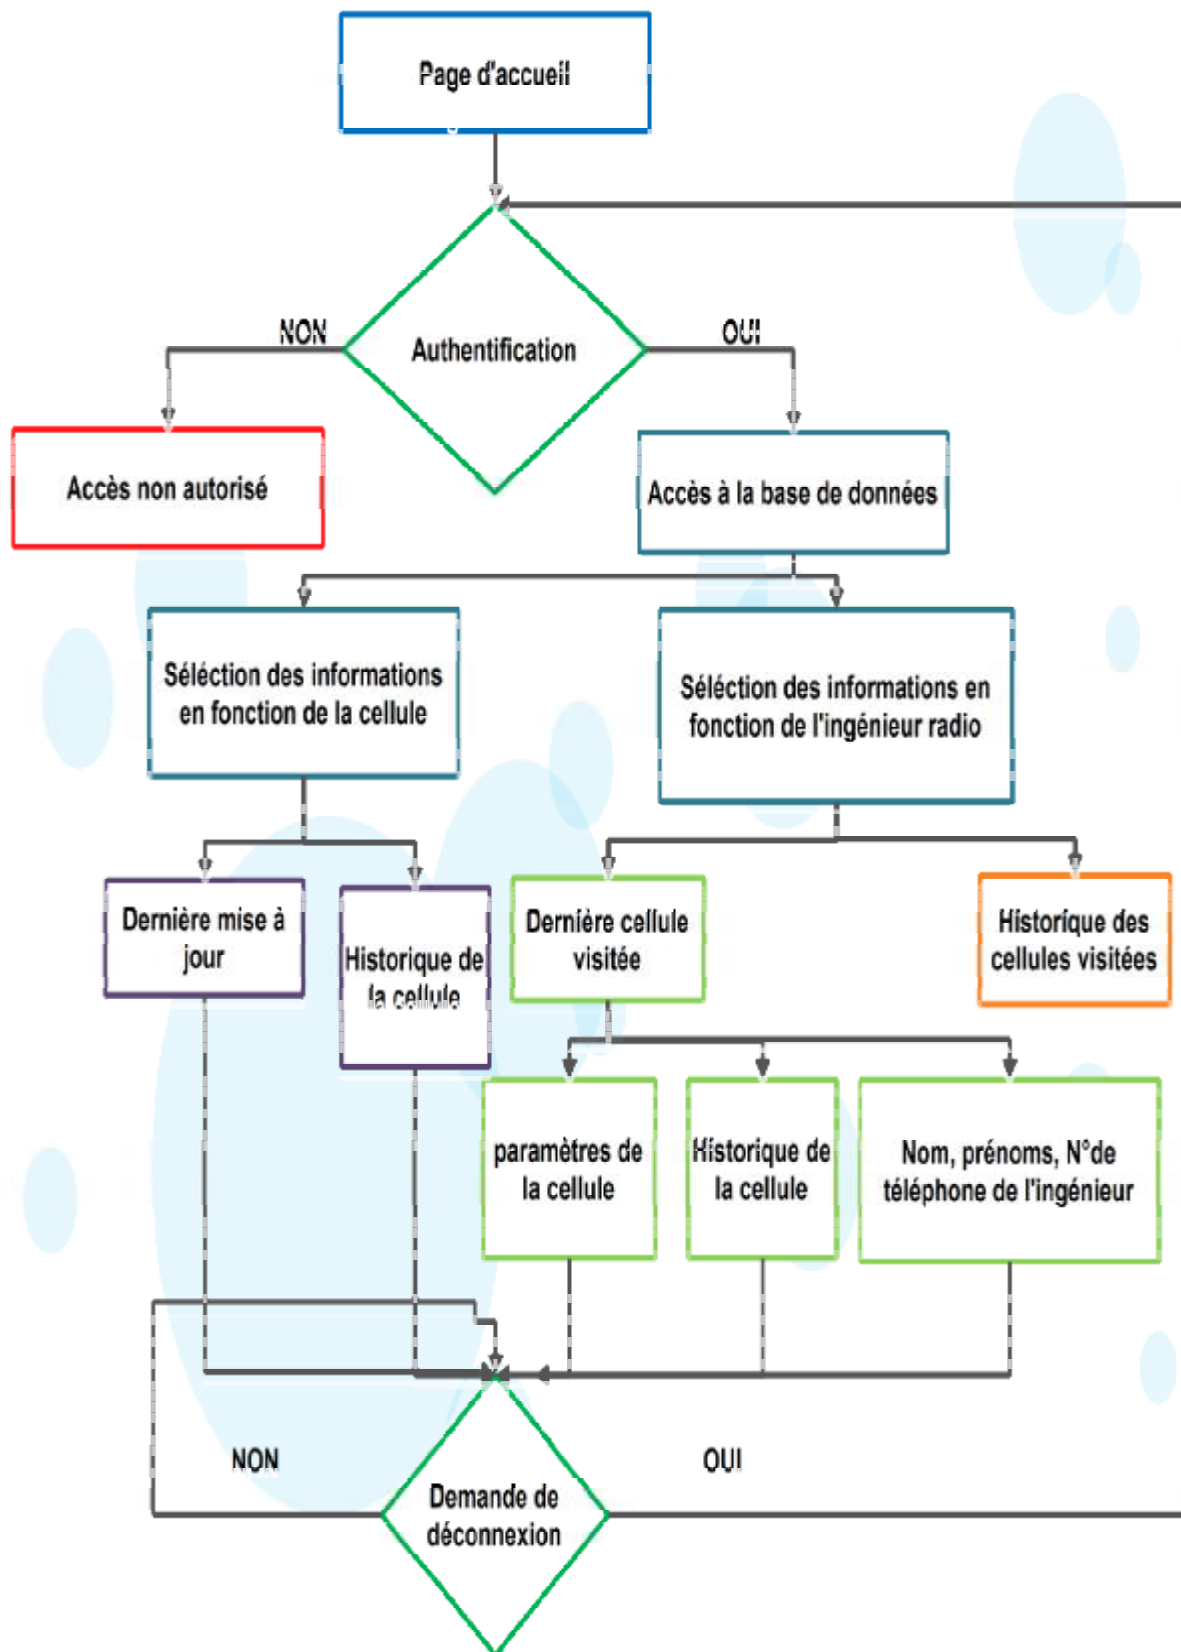 Page d'accueil
NON
OUI
Authentification
Accès non autorisé
Accès à la base de données
Séléction des informations
en fonction de la cellule
Séléction des informations en
fonction de l'ingénieur radio
Dernière mise à
jour
Historique de
la cellule
Dernière cellule
visitée
Historique des
cellules visitées
paramètres de
la cellule
Historique de
la cellule
Nom, prénoms, N°de
téléphone de l'ingénieur
NON
OUI
Demande de
déconnexion